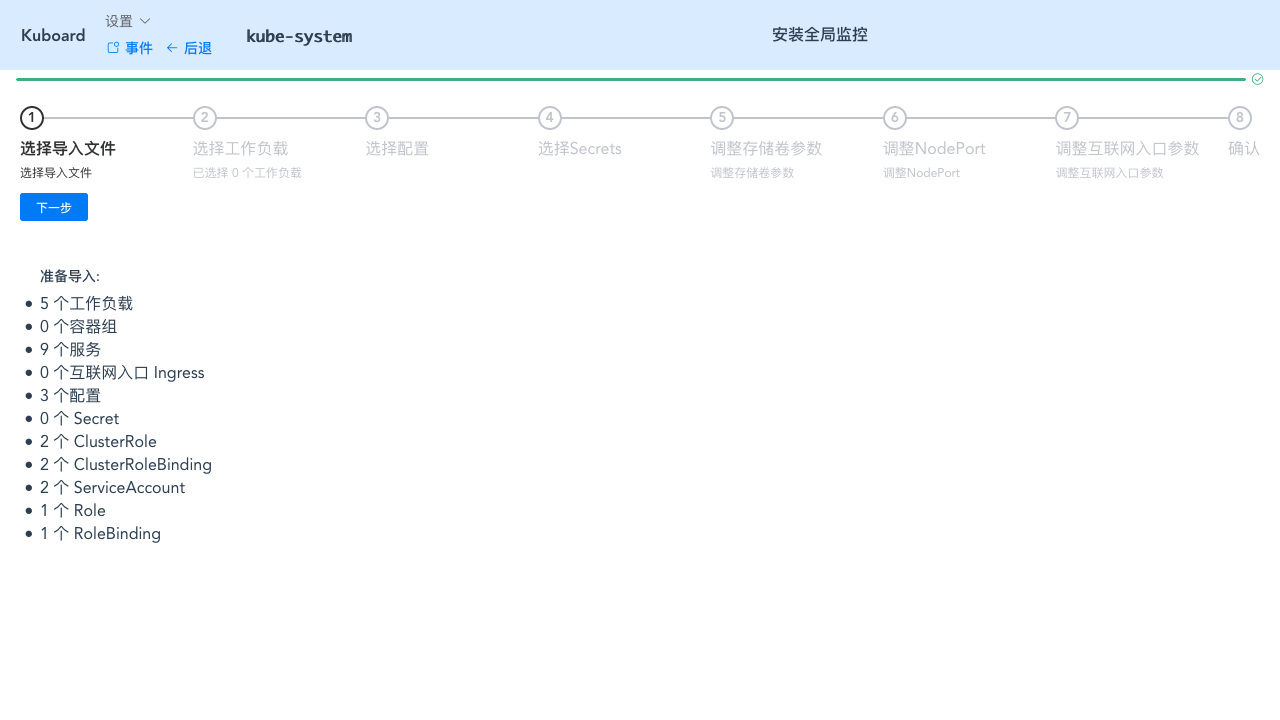 Kuboard
设置
事件 后退
kube-system
安装全局监控
1 2 3 4 5 6 7 8
选择导入文件 选择工作负载 选择配置 选择Secrets 调整存储卷参数 调整NodePort 调整互联网入口参数 确认
选择导入文件 已选择 0 个工作负载 调整存储卷参数 调整NodePort 调整互联网入口参数
下一步
准备导入:
5 个工作负载
0 个容器组
9 个服务
0 个互联网入口 Ingress
3 个配置
0 个 Secret
2 个 ClusterRole
2 个 ClusterRoleBinding
2 个 ServiceAccount
1 个 Role
1 个 RoleBinding